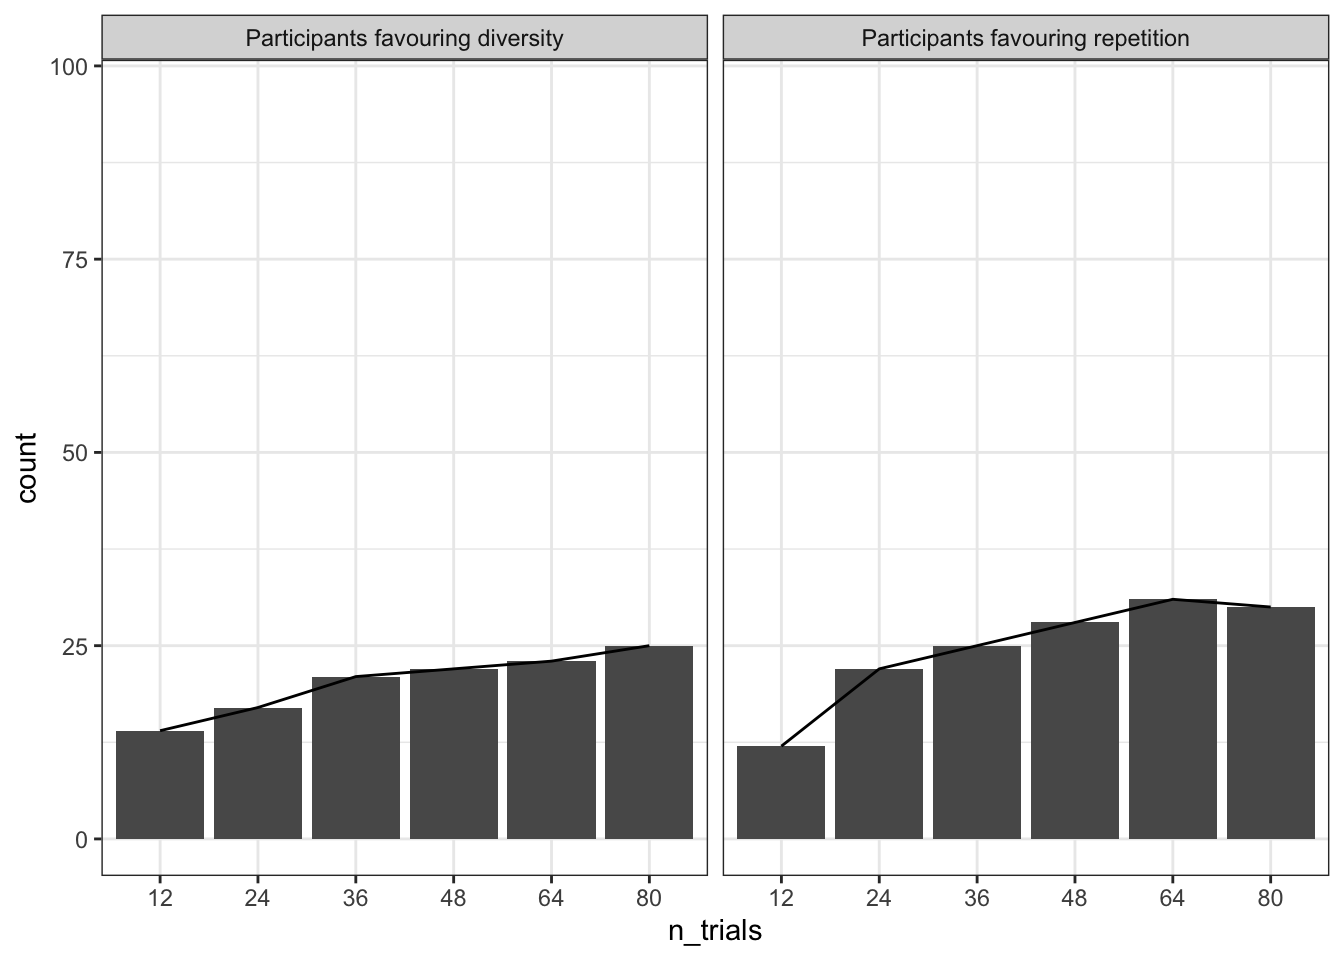 Participants favouring diversity
Participants favouring repetition
100
75
50
25
0
count
12 24 36 48 64 80
12 24 36 48 64 80
n_trials